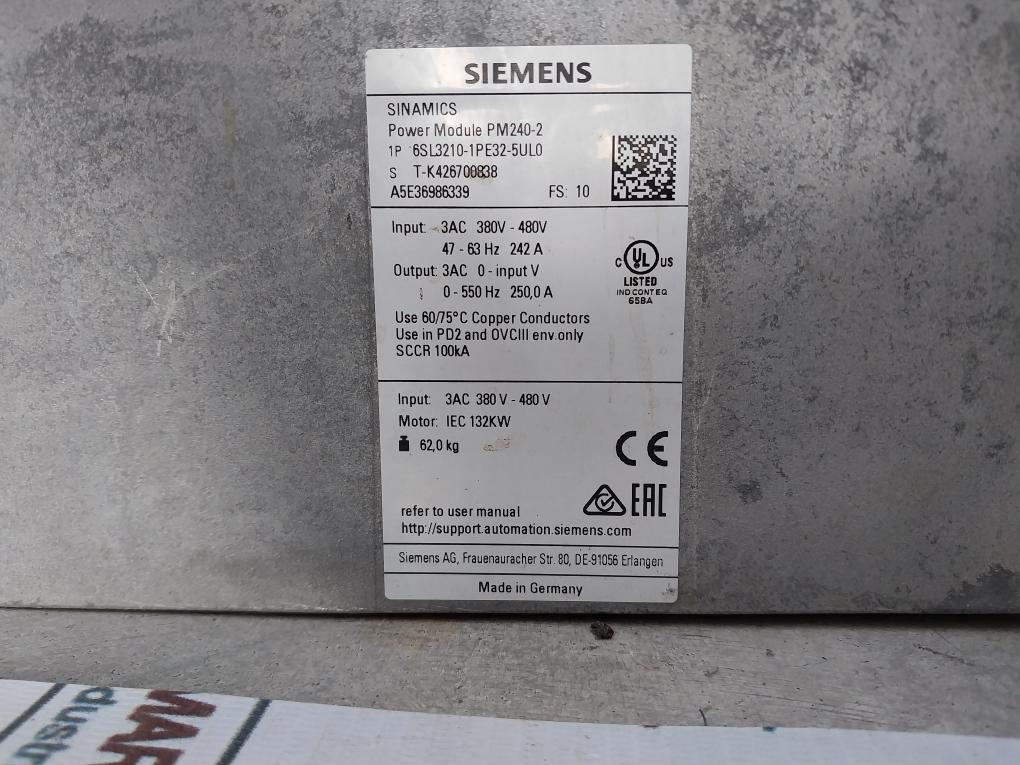 SIEMENS
SINAMICS
Power Module PM240-2
1P 6SL3210-1PE32-5UL0
S T-K426700838
A5E36986339 FS: 10
Input: 3AC 380V - 480V
47 - 63 Hz 242 A
Output: 3AC 0 - input V
0 - 550 Hz 250,0 A
C UL US
LISTED
IND CONT EQ
65BA
Use 60/75°C Copper Conductors
Use in PD2 and OVCIII env.only
SCCR 100kA
Input: 3AC 380 V - 480 V
Motor: IEC 132KW
62,0 kg
CE
EAC
refer to user manual
http://support.automation.siemens.com
Siemens AG, Frauenauracher Str. 80, DE-91056 Erlangen
Made in Germany
MAR
dustr